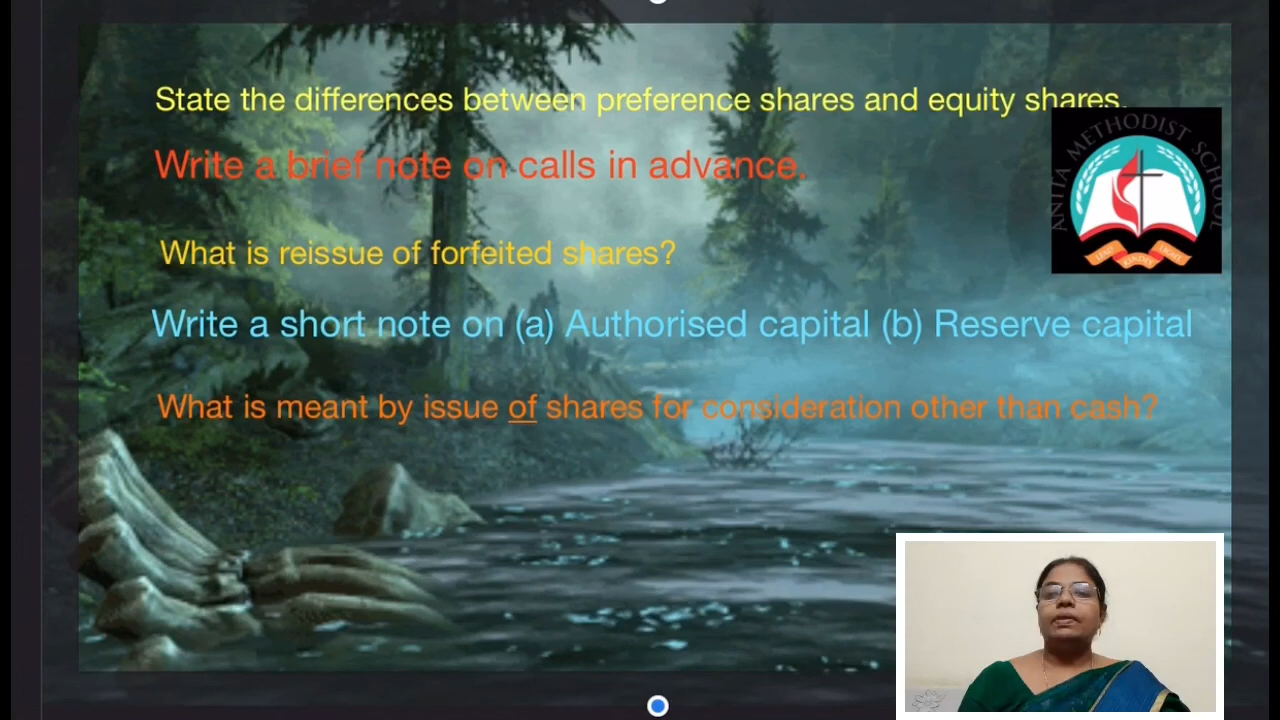 State the differences between preference shares and equity shares.
Write a brief note on calls in advance.
What is reissue of forfeited shares?
Write a short note on (a) Authorised capital (b) Reserve capital
What is meant by issue of shares for consideration other than cash?
METHODIST SCHOOL